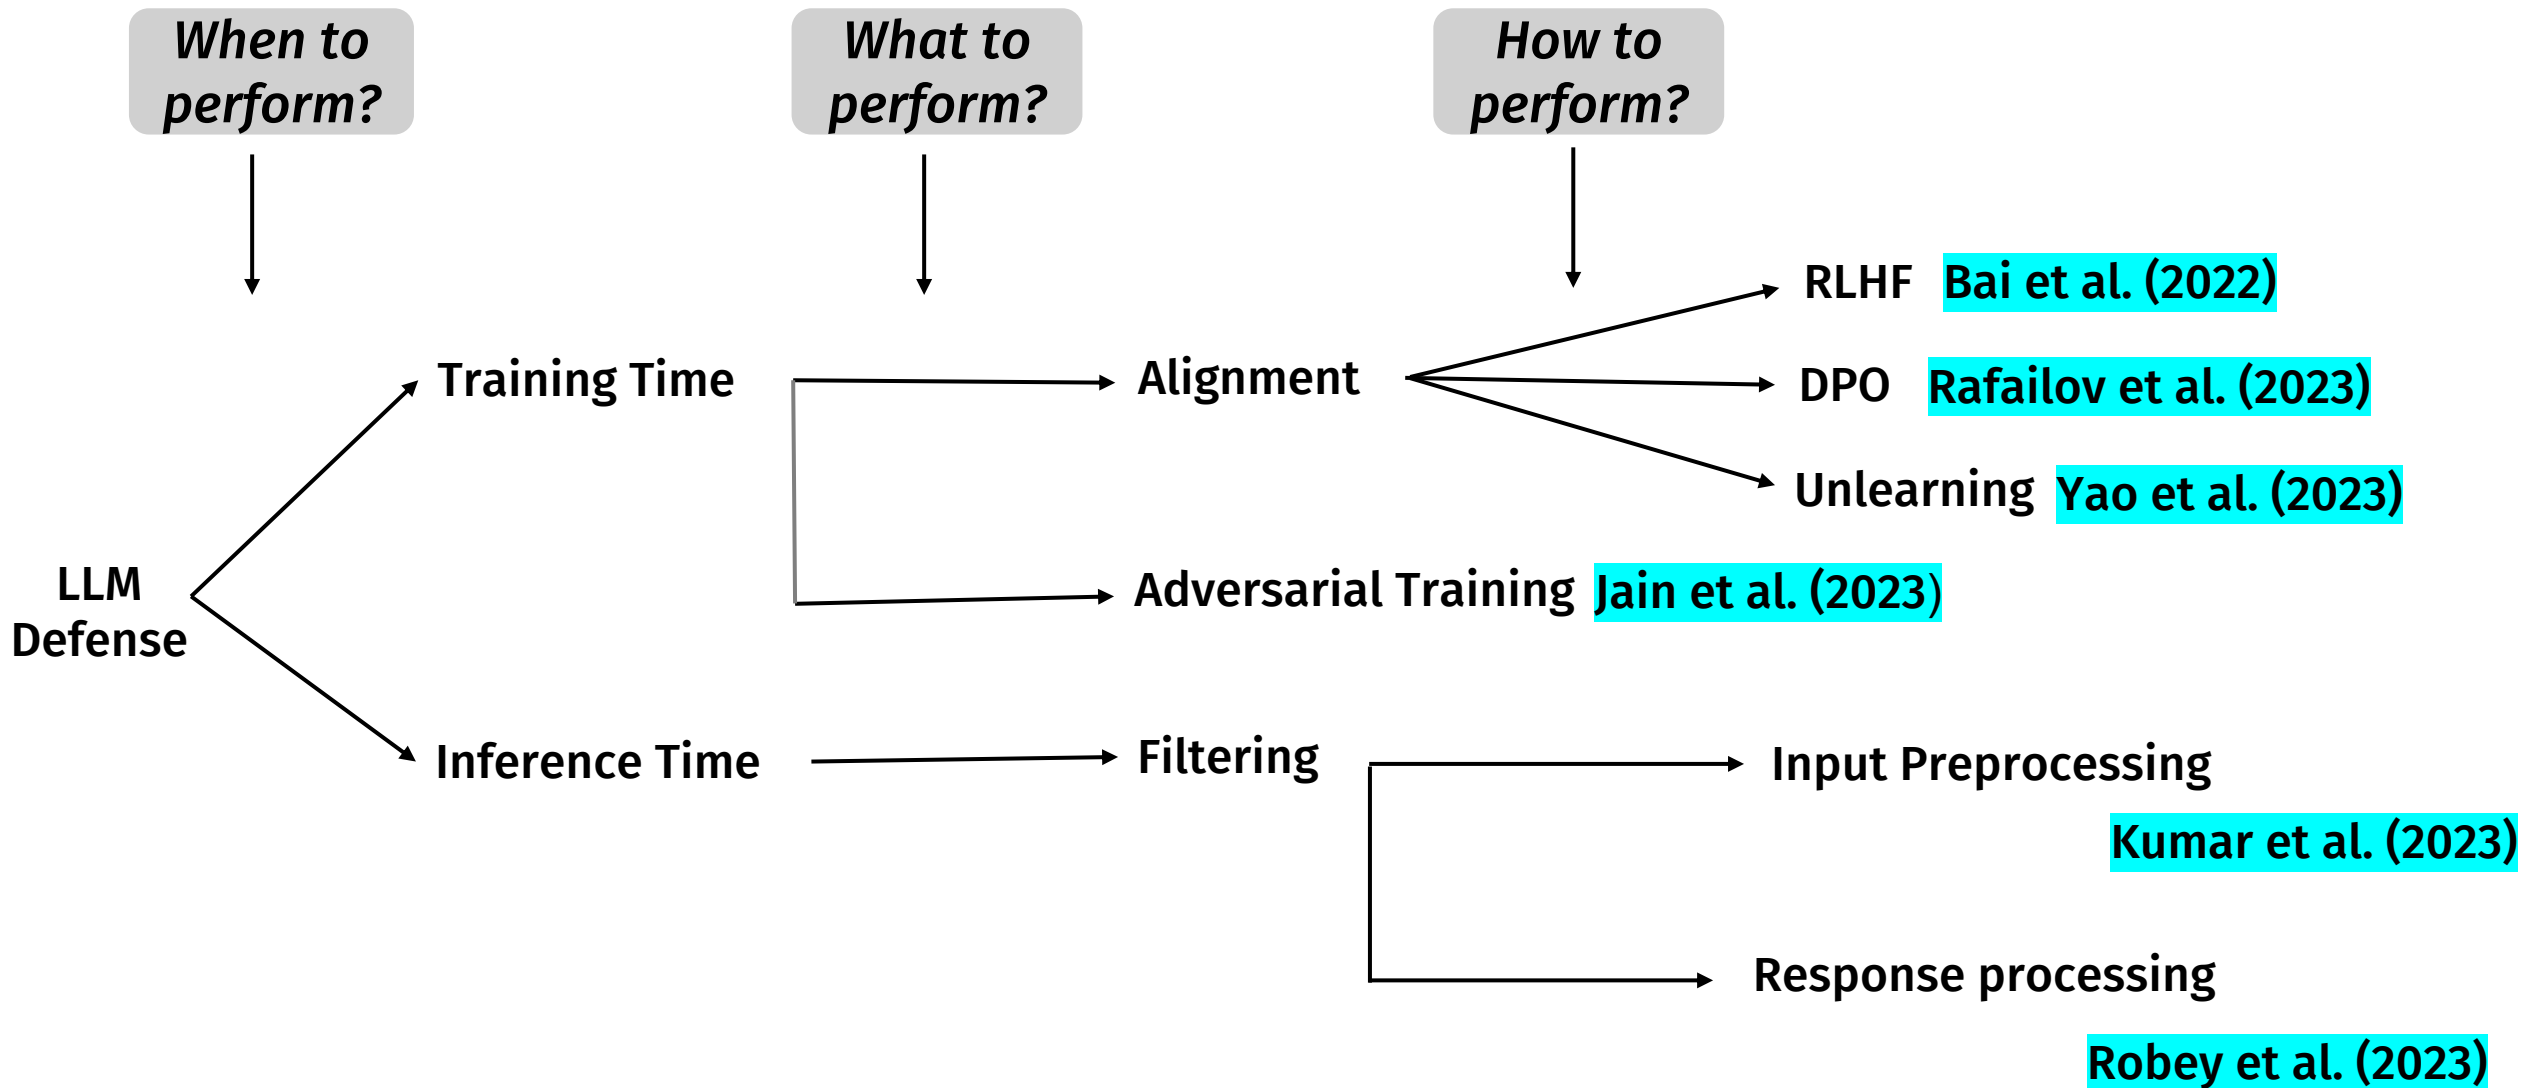 When to
perform?
What to
perform?
How to
perform?
RLHF Bai et al. (2022)
Training Time
Alignment
DPO Rafailov et al. (2023)
Unlearning Yao et al. (2023)
LLM
Defense
Adversarial Training Jain et al. (2023)
Inference Time
Filtering
Input Preprocessing
Kumar et al. (2023)
Response processing
Robey et al. (2023)